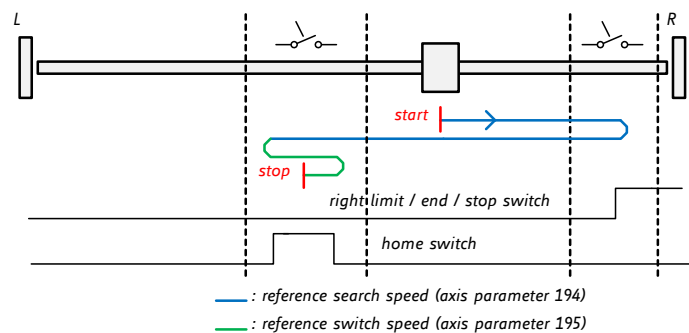 L R
start
stop
right limit / end / stop switch
home switch
: reference search speed (axis parameter 194)
: reference switch speed (axis parameter 195)